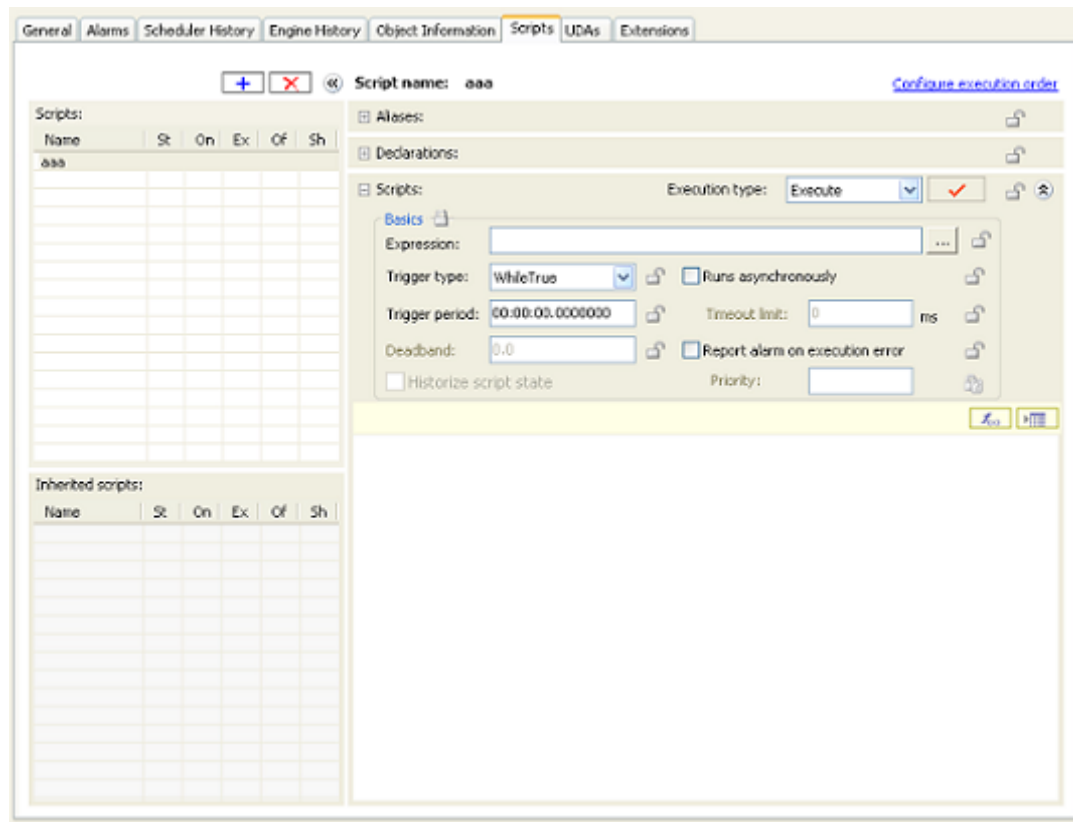 General Alarms Scheduler History Engine History Object Information Scripts UDAs Extensions
Script name: aaa Configure execution order
Scripts:
Name St On Ex Of Sh
aaa
Aliases:
Declarations:
Scripts: Execution type: Execute
Basics
Expression: ...
Trigger type: WhileTrue Runs asynchronously
Trigger period: 00:00:00.0000000 Timeout limit: 0 ms
Deadband: 0.0 Report alarm on execution error
Historize script state Priority:
Inherited scripts:
Name St On Ex Of Sh